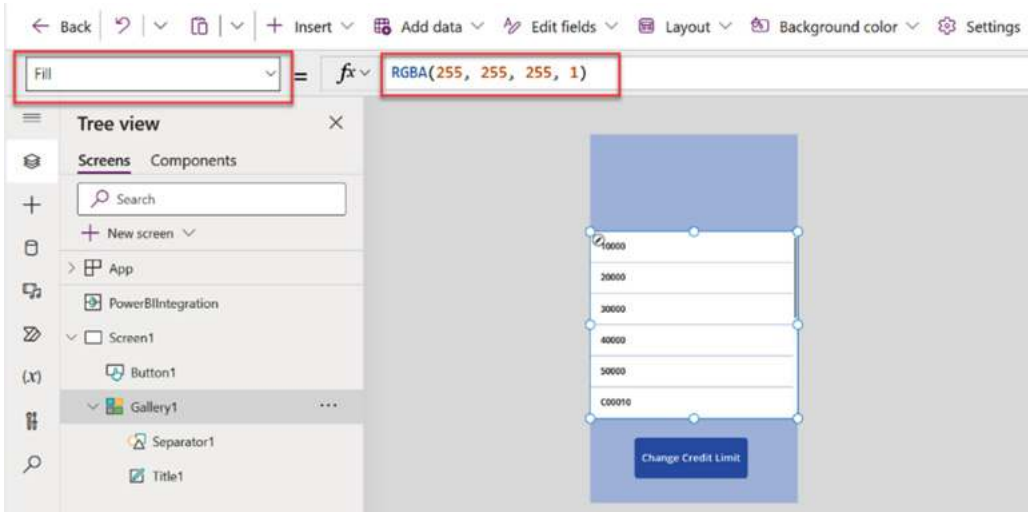 Back Insert Add data Edit fields Layout Background color Settings
Fill = fx RGBA(255, 255, 255, 1)
Tree view
Screens Components
Search
New screen
App
PowerBIIntegration
Screen1
Button1
(x) Gallery1 ...
Separator1
Title1
10000
20000
30000
40000
50000
C00010
Change Credit Limit